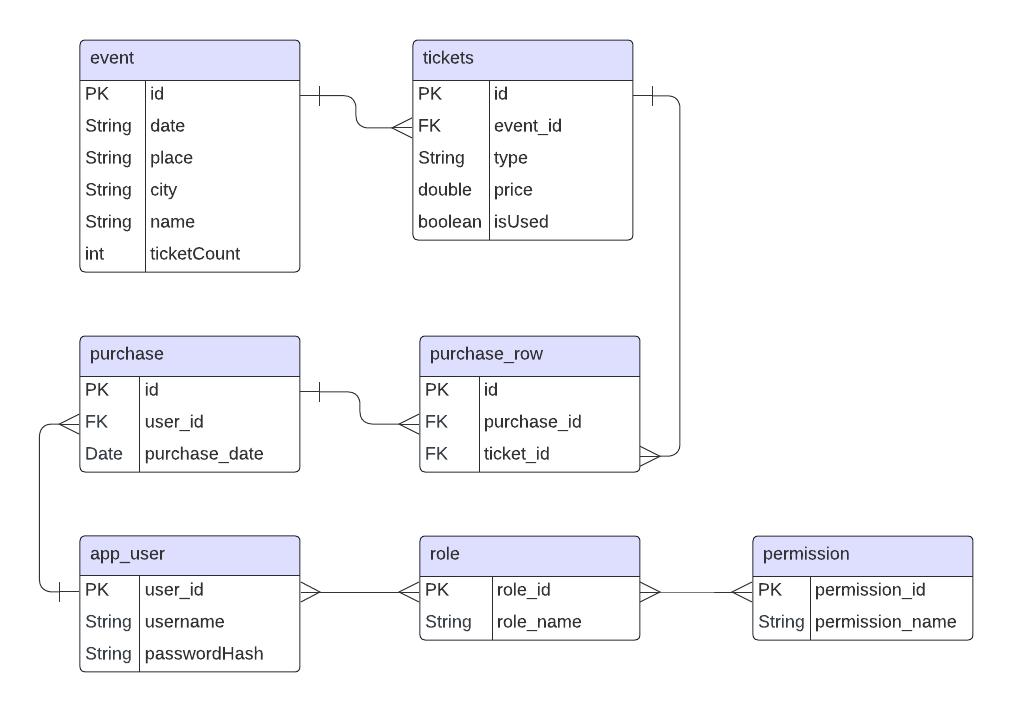 event
PK id
String date
String place
String city
String name
int ticketCount
tickets
PK id
FK event_id
String type
double price
boolean isUsed
purchase
PK id
FK user_id
Date purchase_date
purchase_row
PK id
FK purchase_id
FK ticket_id
app_user
PK user_id
String username
String passwordHash
role
PK role_id
String role_name
permission
PK permission_id
String permission_name